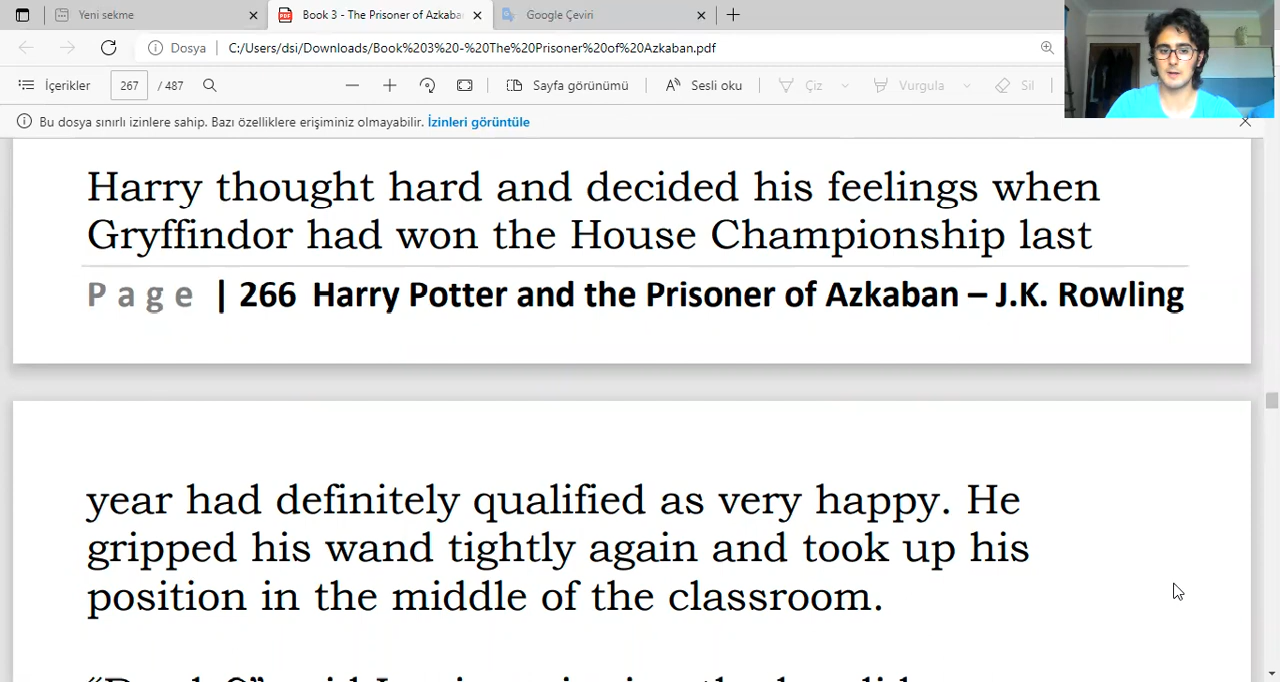 Yeni sekme
Book 3 - The Prisoner of Azkaba
Google Çeviri
Dosya C:/Users/dsi/Downloads/Book%203%20-%20The%20Prisoner%20of%20Azkaban.pdf
İçerikler 267 / 487 Sayfa görünümü Sesli oku Çiz Vurgula Sil
Bu dosya sınırlı izinlere sahip. Bazı özelliklere erişiminiz olmayabilir. İzinleri görüntüle
Harry thought hard and decided his feelings when
Gryffindor had won the House Championship last
Page | 266 Harry Potter and the Prisoner of Azkaban – J.K. Rowling
year had definitely qualified as very happy. He
gripped his wand tightly again and took up his
position in the middle of the classroom.